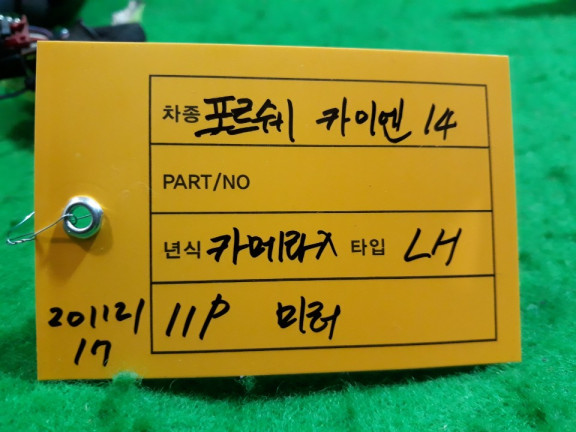 차종 포르쉐 카이엔 14
PART/NO
년식 카메라X 타입 LH
11P 미러
201121
17